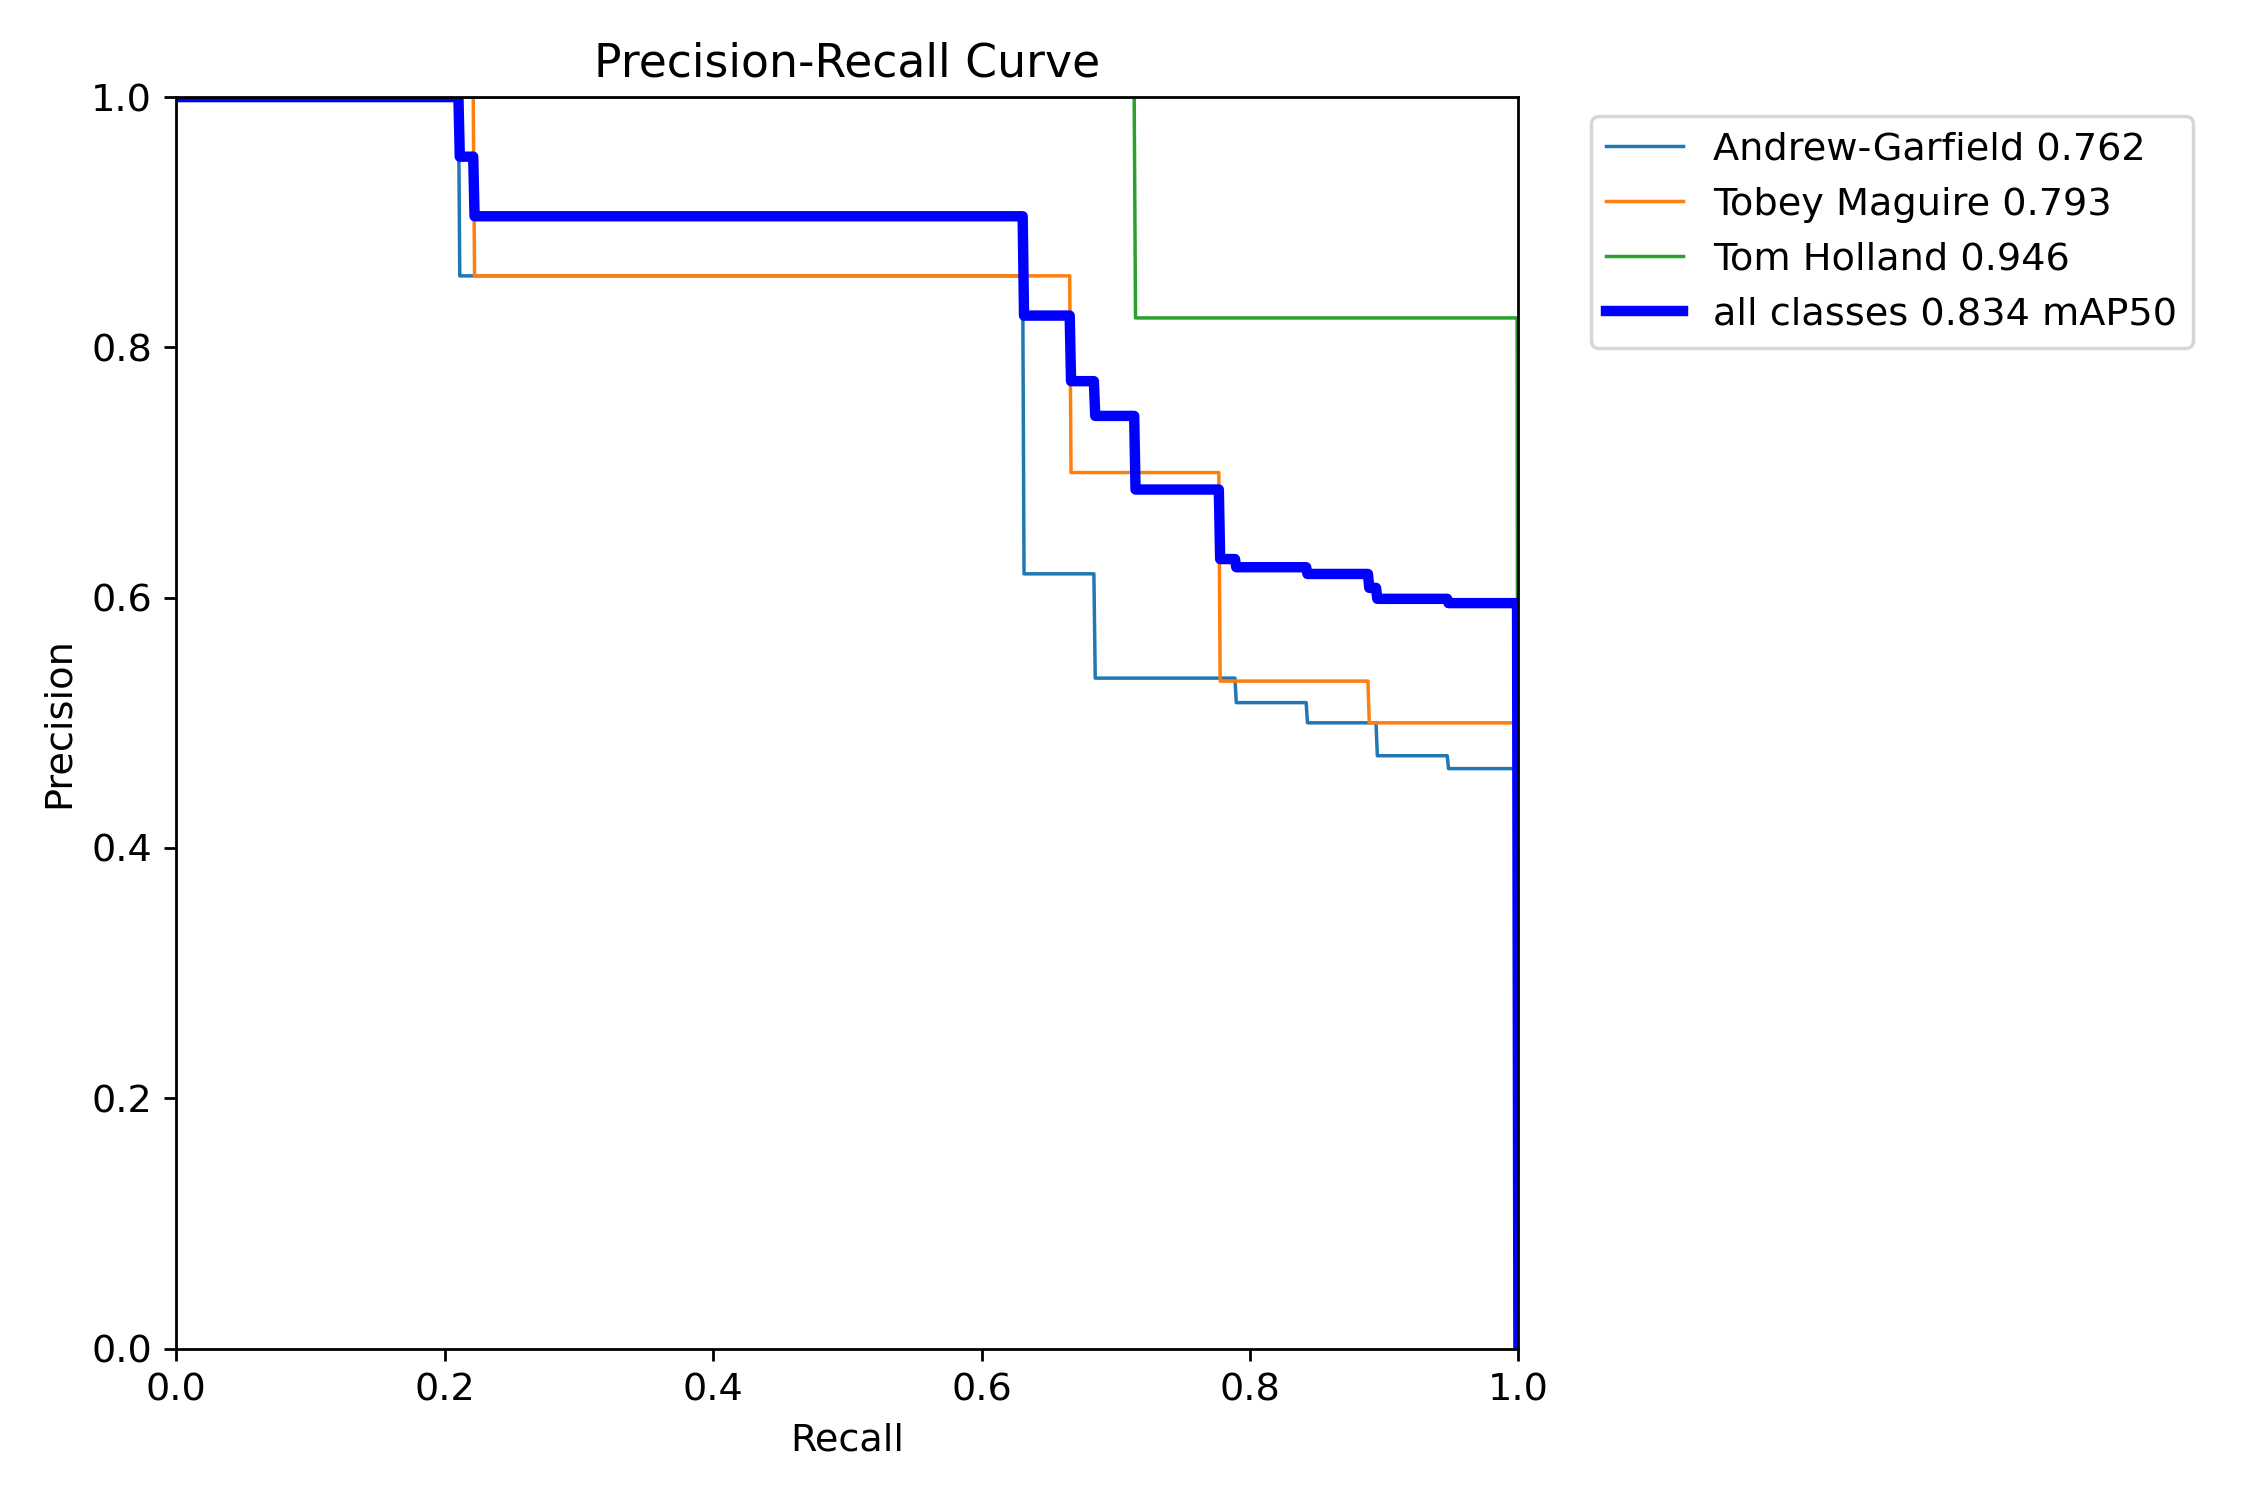 Precision-Recall Curve
1.0
0.8
0.6
0.4
0.2
0.0
Precision
0.0 0.2 0.4 0.6 0.8 1.0
Recall
Andrew-Garfield 0.762
Tobey Maguire 0.793
Tom Holland 0.946
all classes 0.834 mAP50